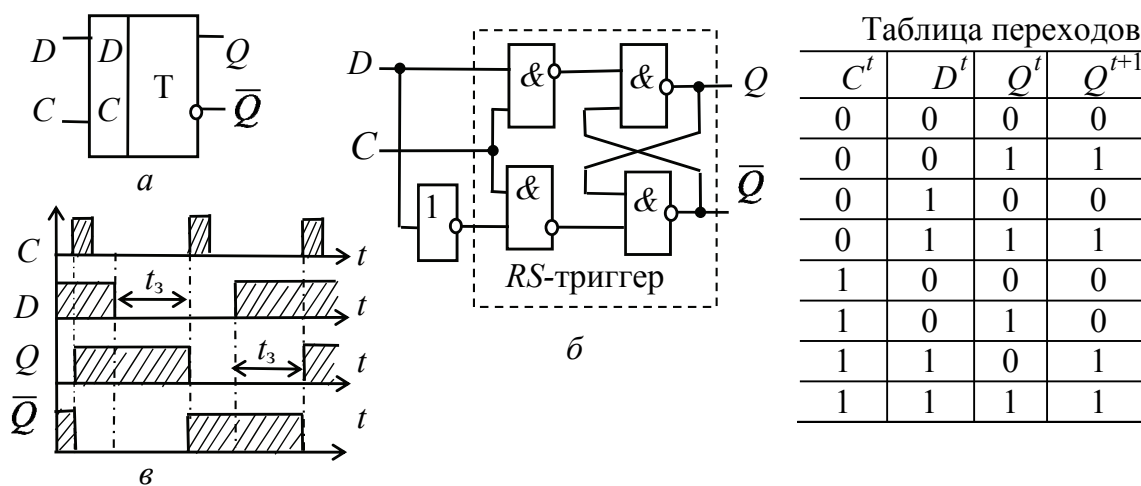 D D T Q
C C Q̅
а
D & & Q
C
1 & & Q̅
RS-триггер
б
C t
D tз t
Q tз t
Q̅ t
в
Таблица переходов
Cᵗ Dᵗ Qᵗ Qᵗ⁺¹
0 0 0 0
0 0 1 1
0 1 0 0
0 1 1 1
1 0 0 0
1 0 1 0
1 1 0 1
1 1 1 1